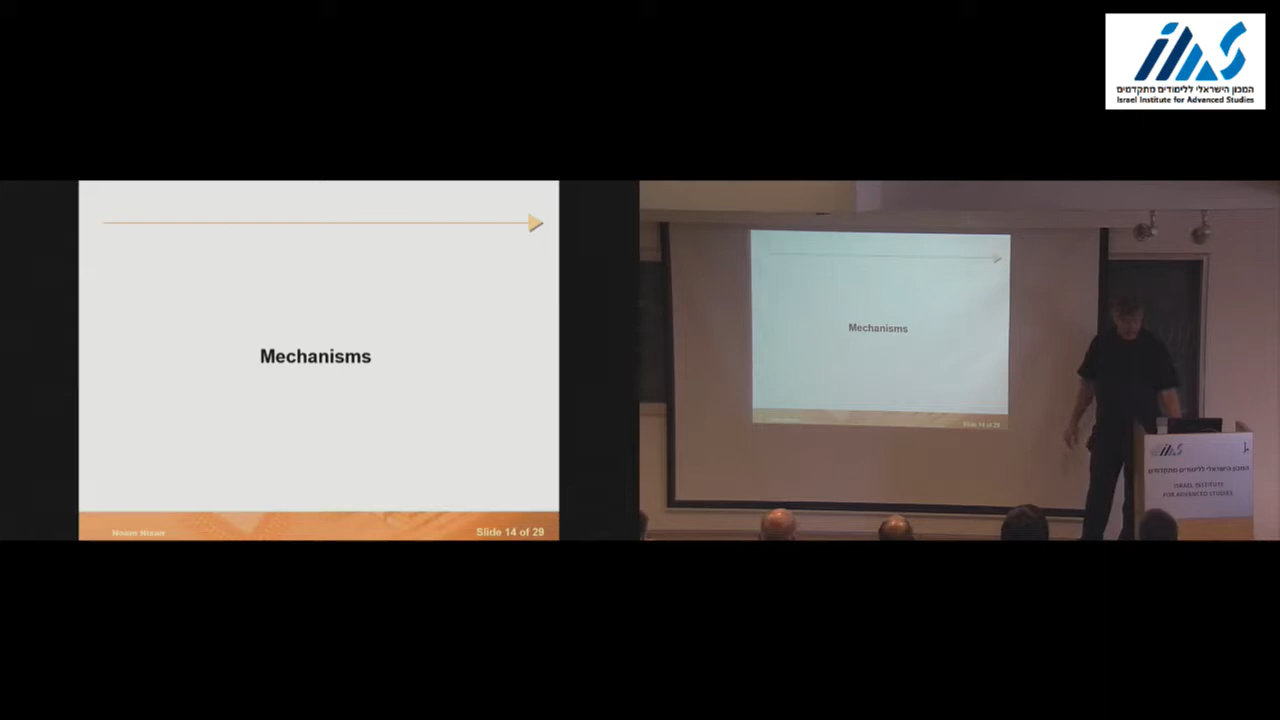 המכון הישראלי ללימודים מתקדמים
Israel Institute for Advanced Studies
Mechanisms
Noam Nisan
Slide 14 of 29
Mechanisms
Slide 14 of 29
המכון הישראלי ללימודים מתקדמים
ISRAEL INSTITUTE
FOR ADVANCED STUDIES